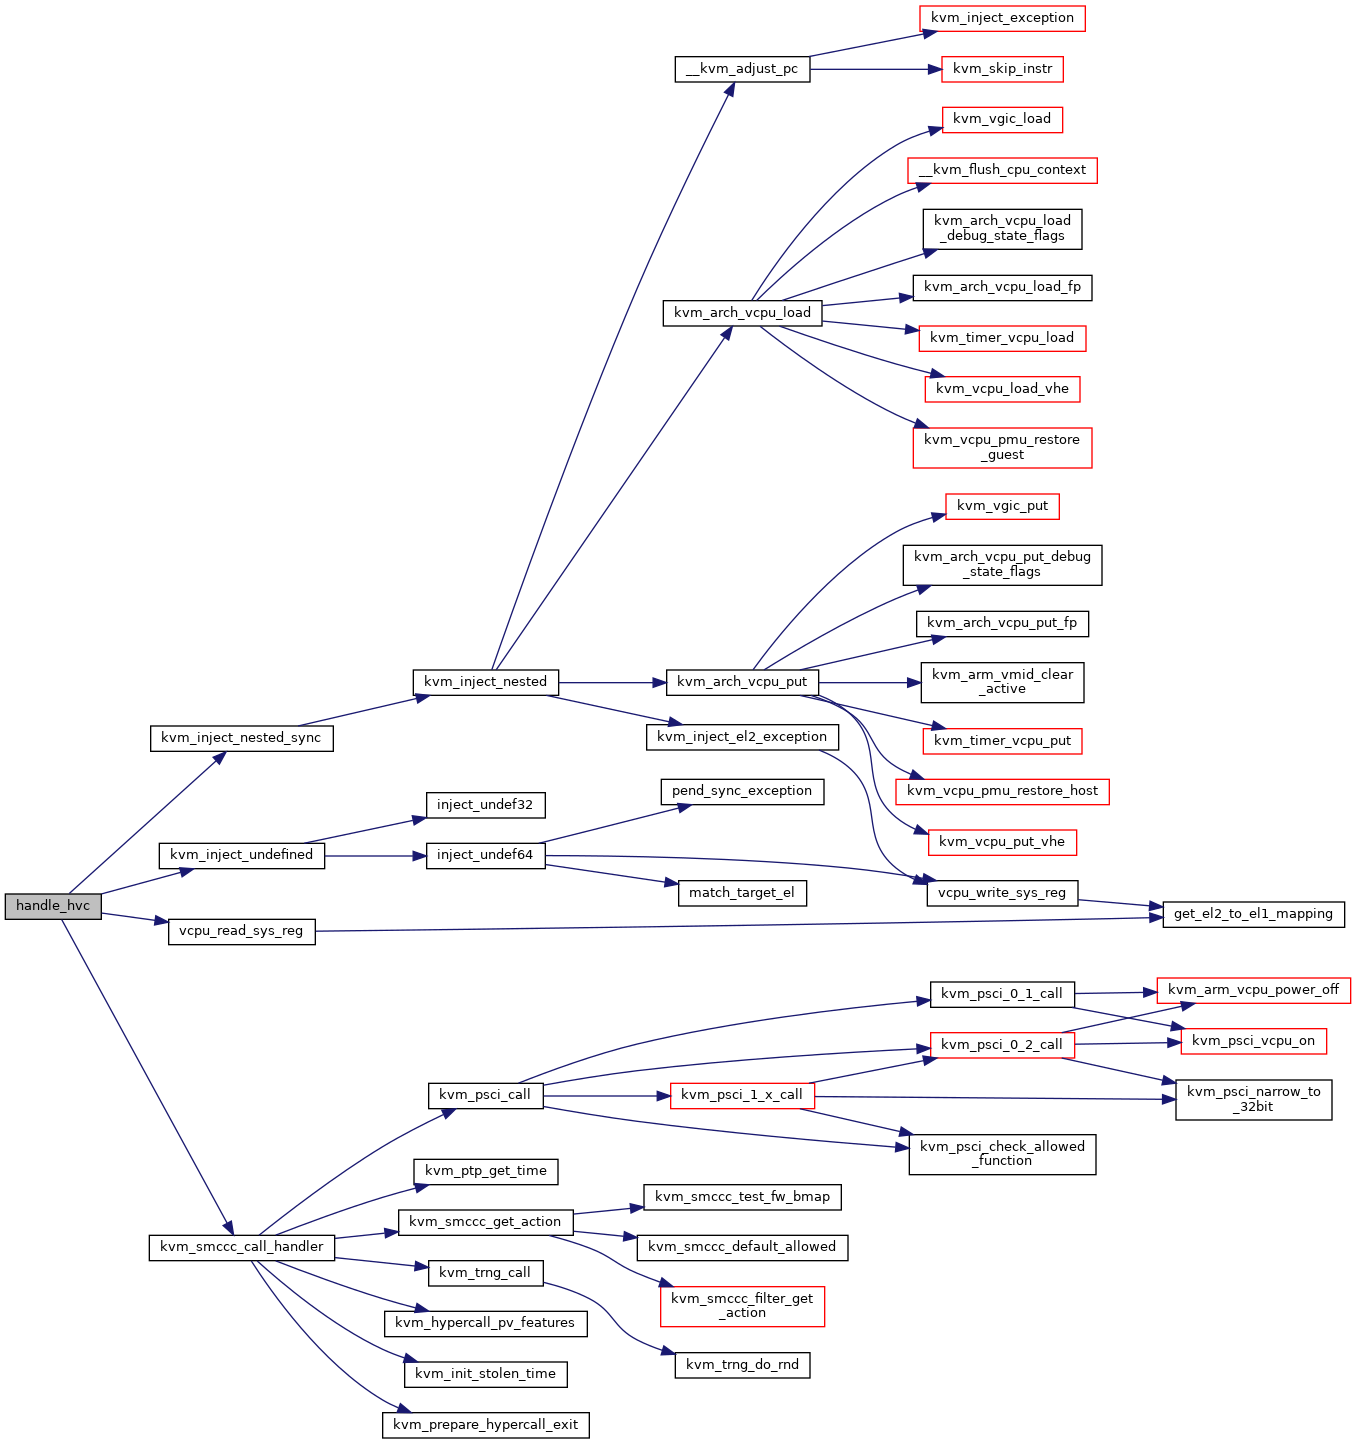 kvm_inject_exception
__kvm_adjust_pc
kvm_skip_instr
kvm_vgic_load
__kvm_flush_cpu_context
kvm_arch_vcpu_load
_debug_state_flags
kvm_arch_vcpu_load_fp
kvm_arch_vcpu_load
kvm_timer_vcpu_load
kvm_vcpu_load_vhe
kvm_vcpu_pmu_restore
_guest
kvm_vgic_put
kvm_arch_vcpu_put_debug
_state_flags
kvm_arch_vcpu_put_fp
kvm_inject_nested
kvm_arch_vcpu_put
kvm_arm_vmid_clear
_active
kvm_inject_nested_sync
kvm_inject_el2_exception
kvm_timer_vcpu_put
pend_sync_exception
kvm_vcpu_pmu_restore_host
inject_undef32
kvm_vcpu_put_vhe
kvm_inject_undefined
inject_undef64
match_target_el
vcpu_write_sys_reg
handle_hvc
get_el2_to_el1_mapping
vcpu_read_sys_reg
kvm_psci_0_1_call
kvm_arm_vcpu_power_off
kvm_psci_0_2_call
kvm_psci_vcpu_on
kvm_psci_call
kvm_psci_1_x_call
kvm_psci_narrow_to
_32bit
kvm_psci_check_allowed
_function
kvm_ptp_get_time
kvm_smccc_test_fw_bmap
kvm_smccc_get_action
kvm_smccc_call_handler
kvm_smccc_default_allowed
kvm_trng_call
kvm_smccc_filter_get
_action
kvm_hypercall_pv_features
kvm_trng_do_rnd
kvm_init_stolen_time
kvm_prepare_hypercall_exit